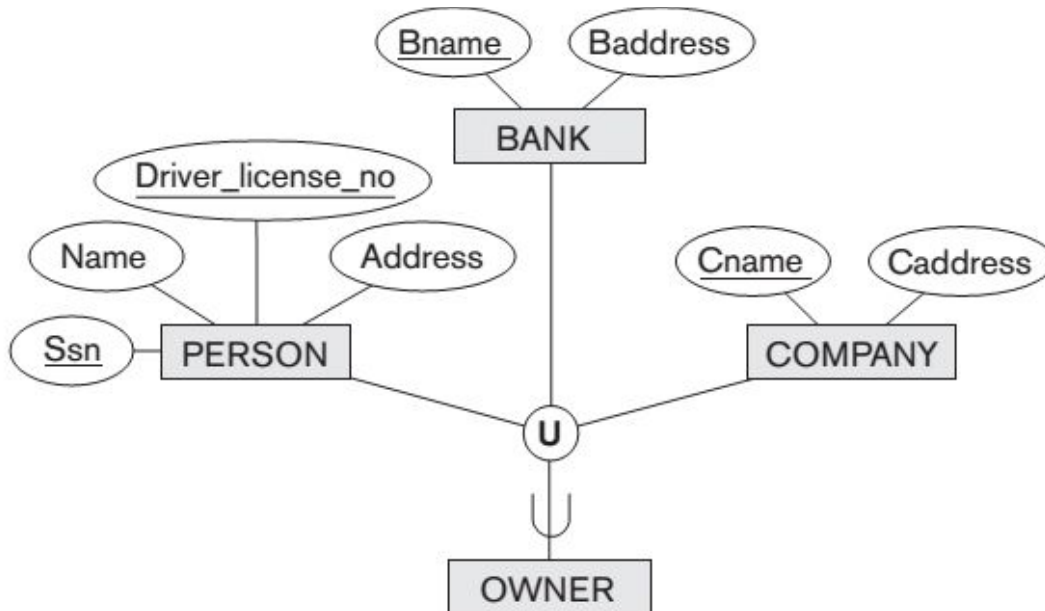 Bname
Baddress
BANK
Driver_license_no
Name
Address
Cname
Caddress
Ssn
PERSON
COMPANY
U
OWNER